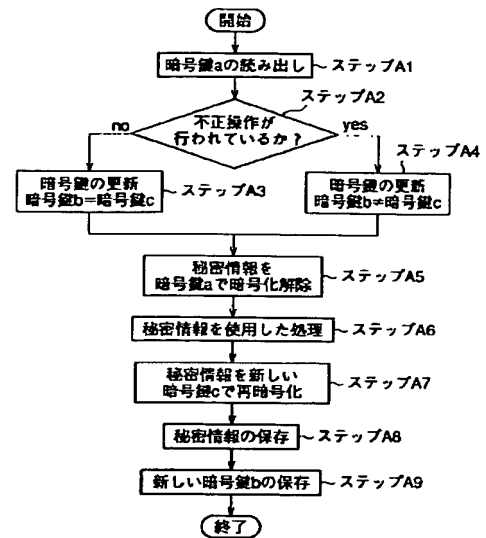 開始
暗号鍵aの読み出し
ステップA1
ステップA2
不正操作が
行われているか?
no
yes
ステップA4
暗号鍵の更新
暗号鍵b=暗号鍵c
ステップA3
暗号鍵の更新
暗号鍵b≠暗号鍵c
秘密情報を
暗号鍵aで暗号化解除
ステップA5
秘密情報を使用した処理
ステップA6
秘密情報を新しい
暗号鍵cで再暗号化
ステップA7
秘密情報の保存
ステップA8
新しい暗号鍵bの保存
ステップA9
終了